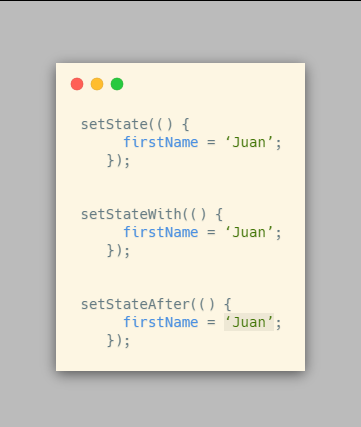 setState(() {
firstName = ‘Juan’;
});
setStateWith(() {
firstName = ‘Juan’;
});
setStateAfter(() {
firstName = ‘Juan’;
});